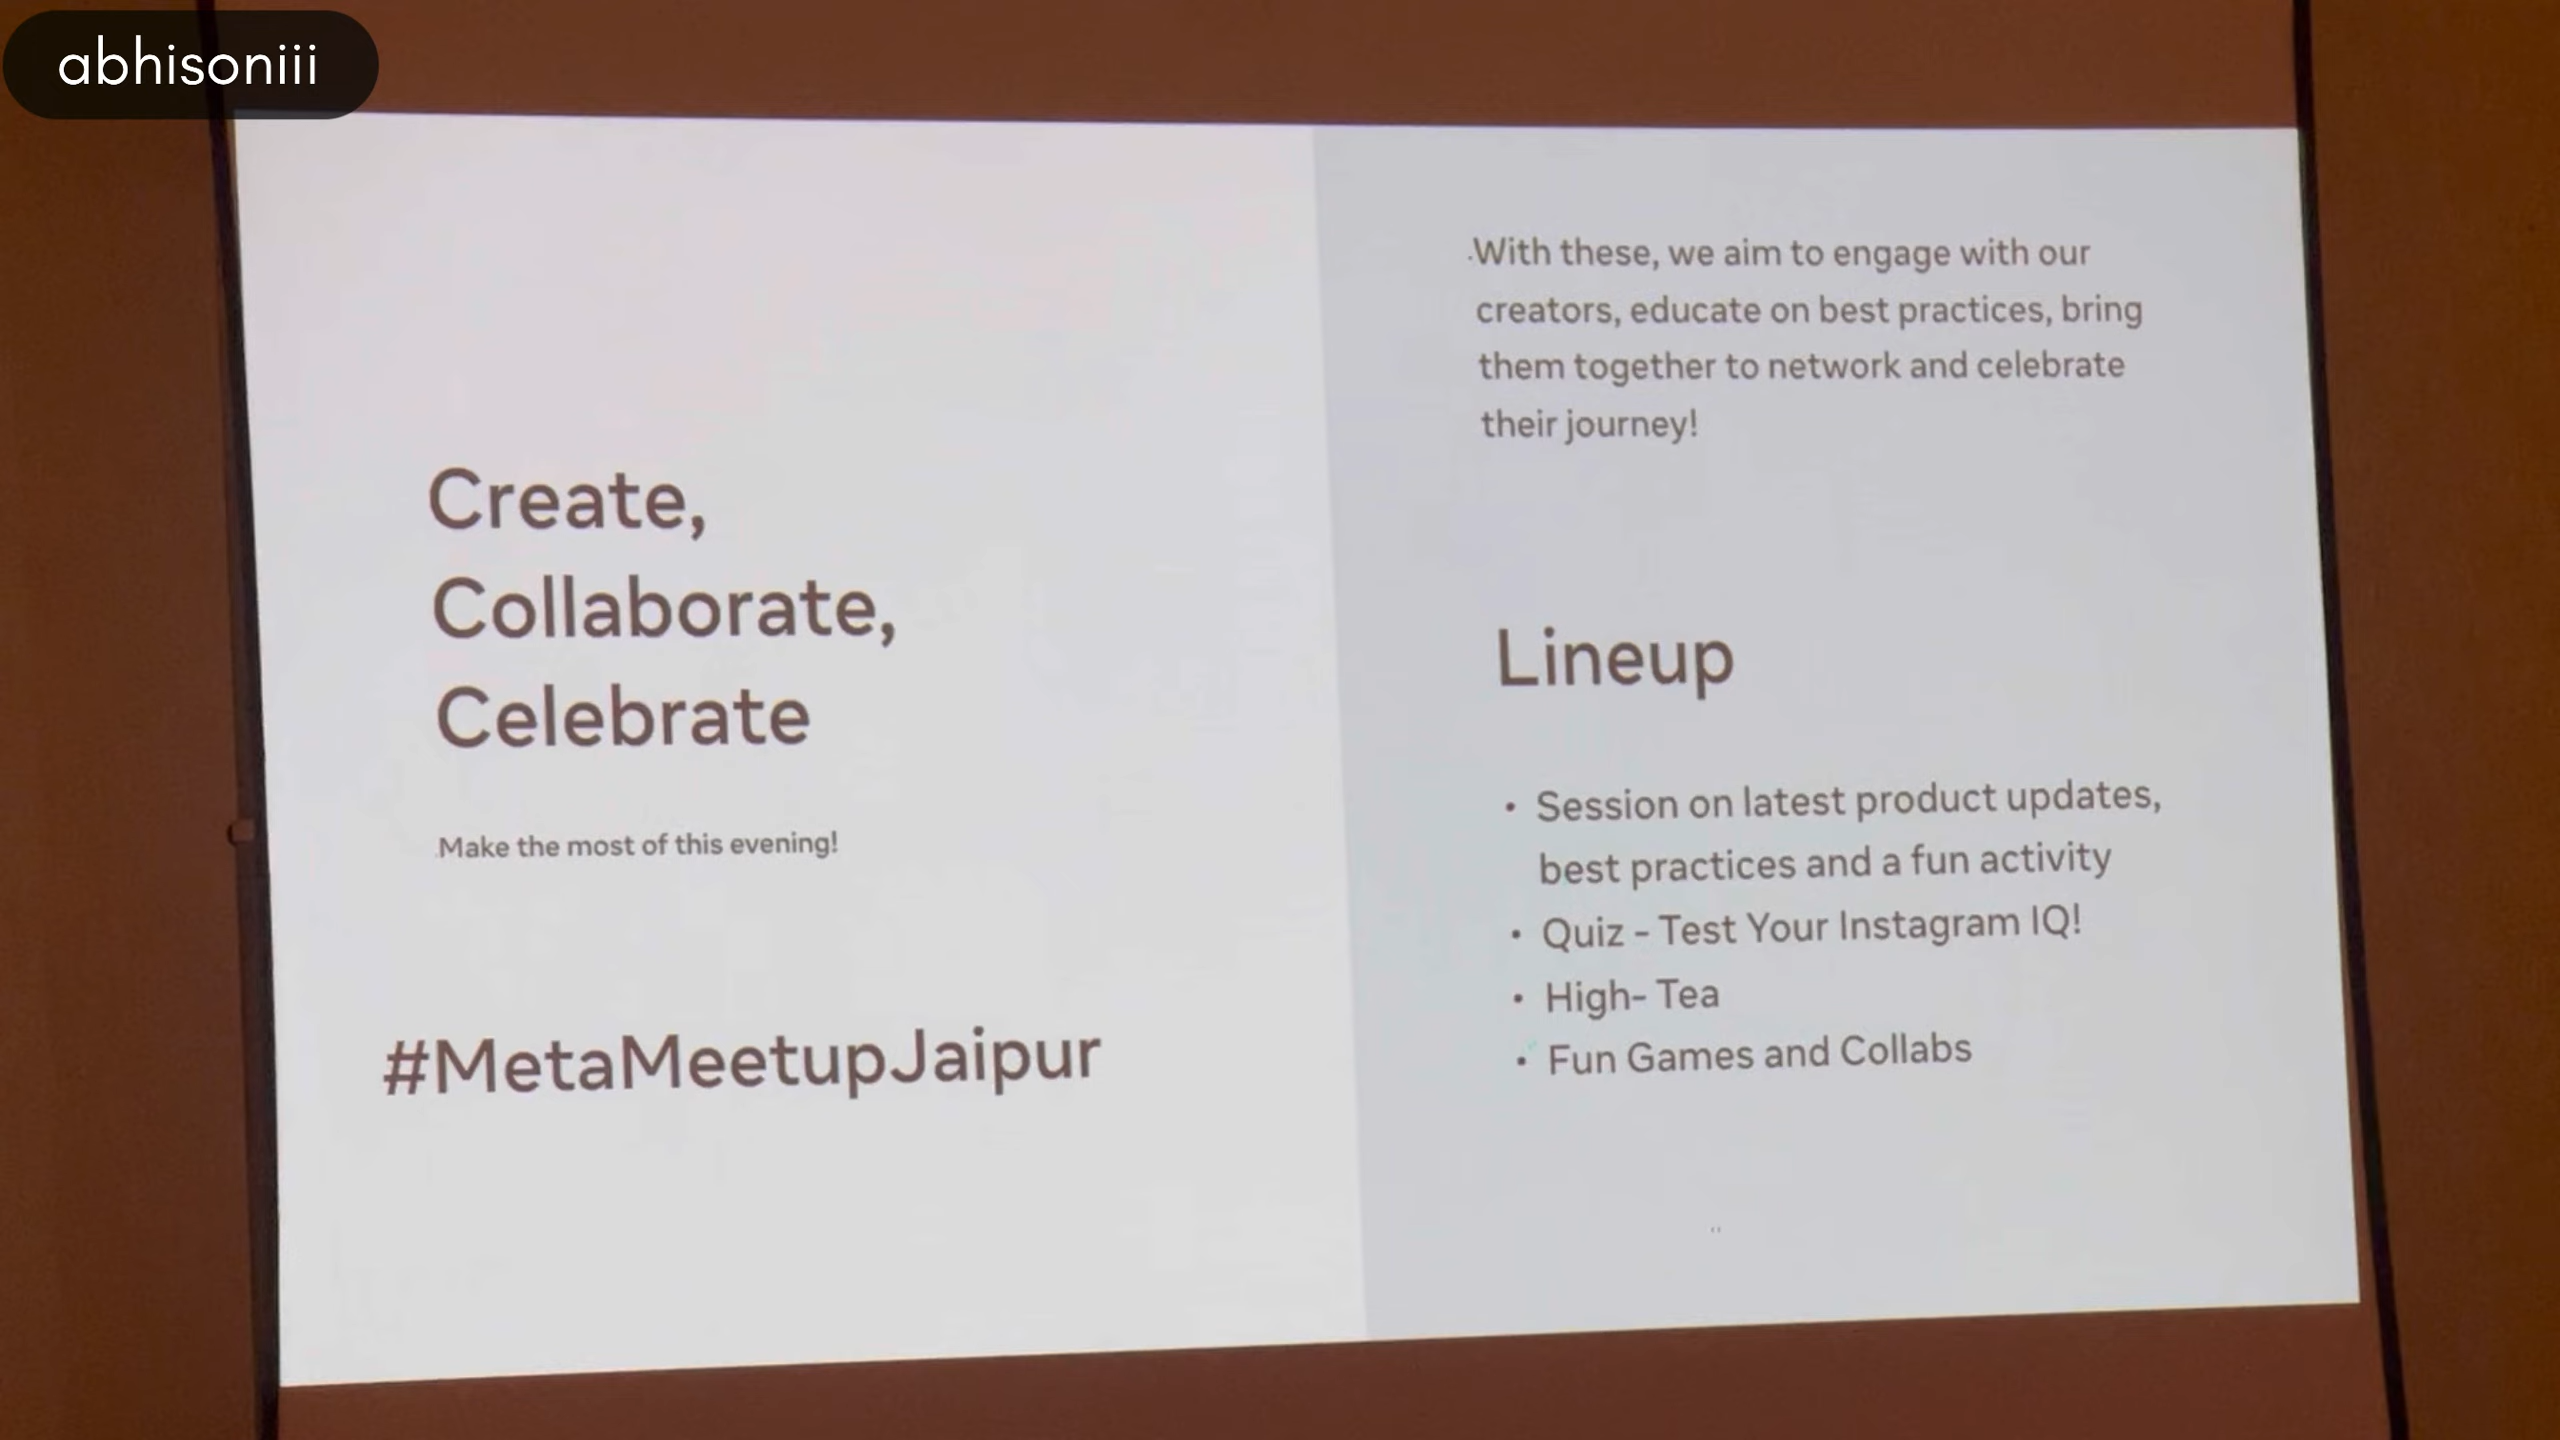 abhisoniii
Create,
Collaborate,
Celebrate
Make the most of this evening!
#MetaMeetupJaipur
With these, we aim to engage with our
creators, educate on best practices, bring
them together to network and celebrate
their journey!
Lineup
• Session on latest product updates,
best practices and a fun activity
• Quiz - Test Your Instagram IQ!
• High- Tea
• Fun Games and Collabs